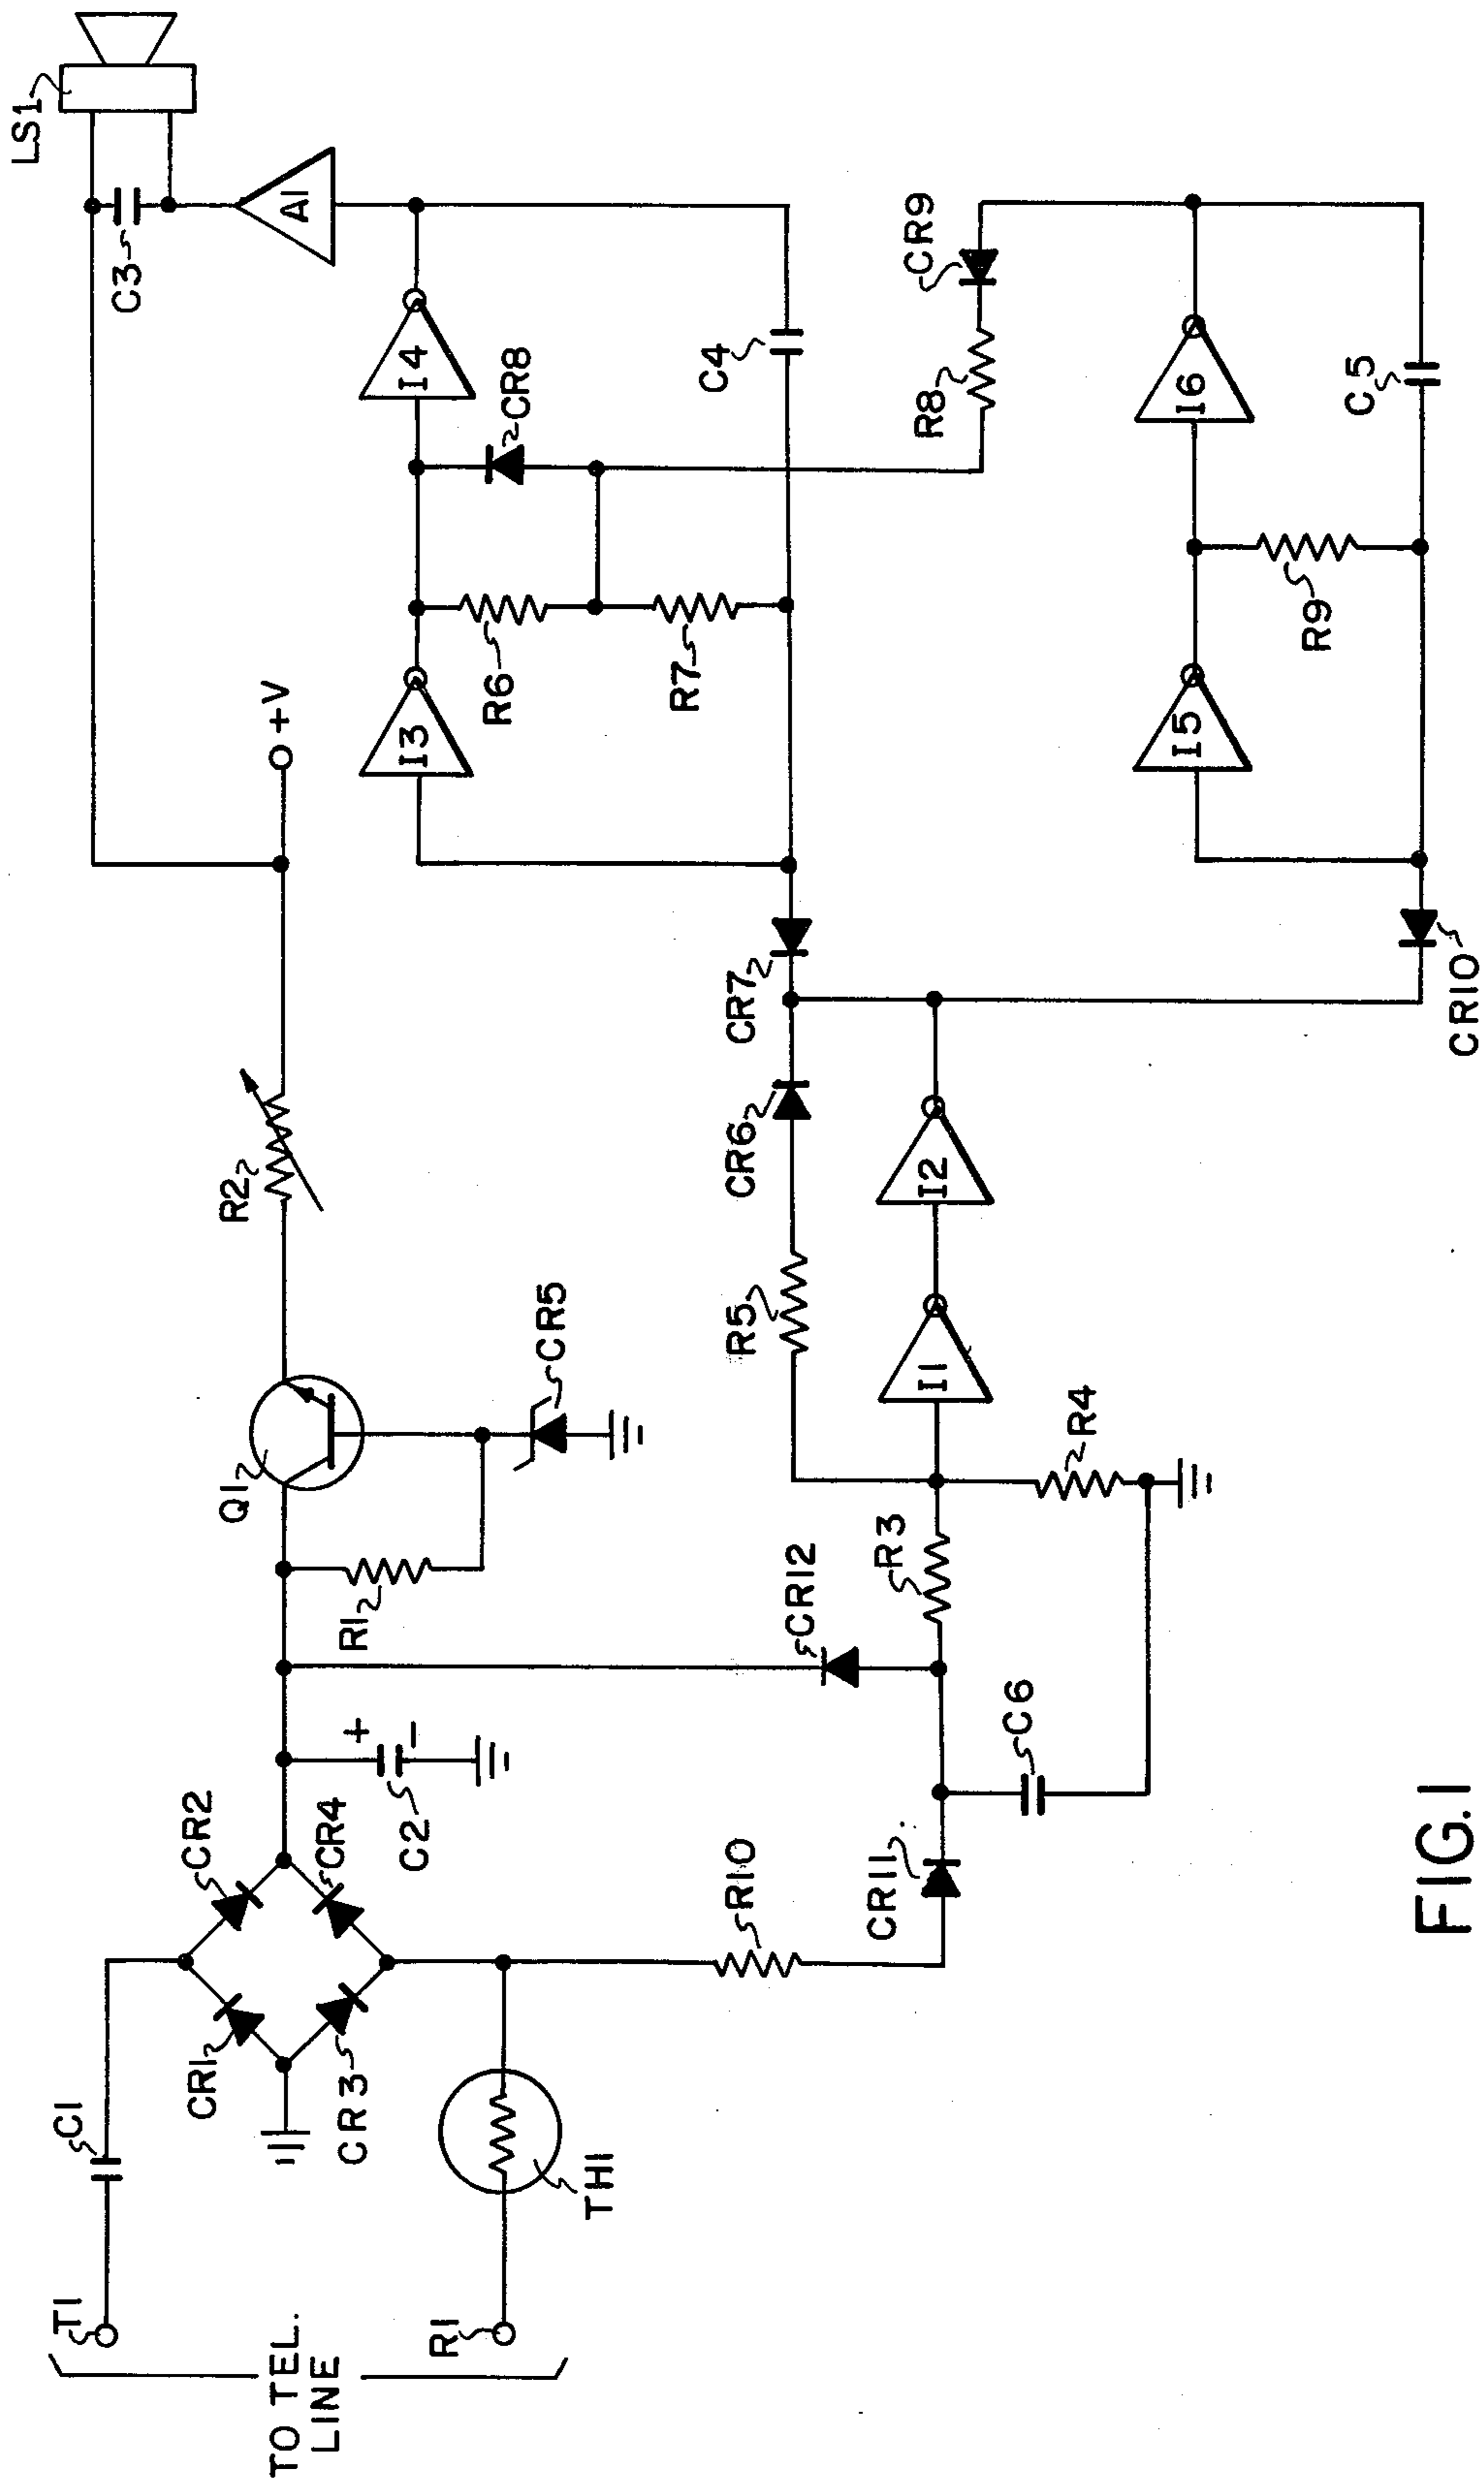 TO TEL.
LINE
T1
R1
C1
TH1
CR1
CR2
CR3
CR4
C2
+
−
R10
CR11
C6
CR12
R1
Q1
CR5
R2
+V
R3
R4
R5
CR6
I1
I2
CR7
CR10
I3
R6
R7
CR8
I4
C4
A1
C3
LS1
I5
R9
I6
C5
R8
CR9
FIG.1